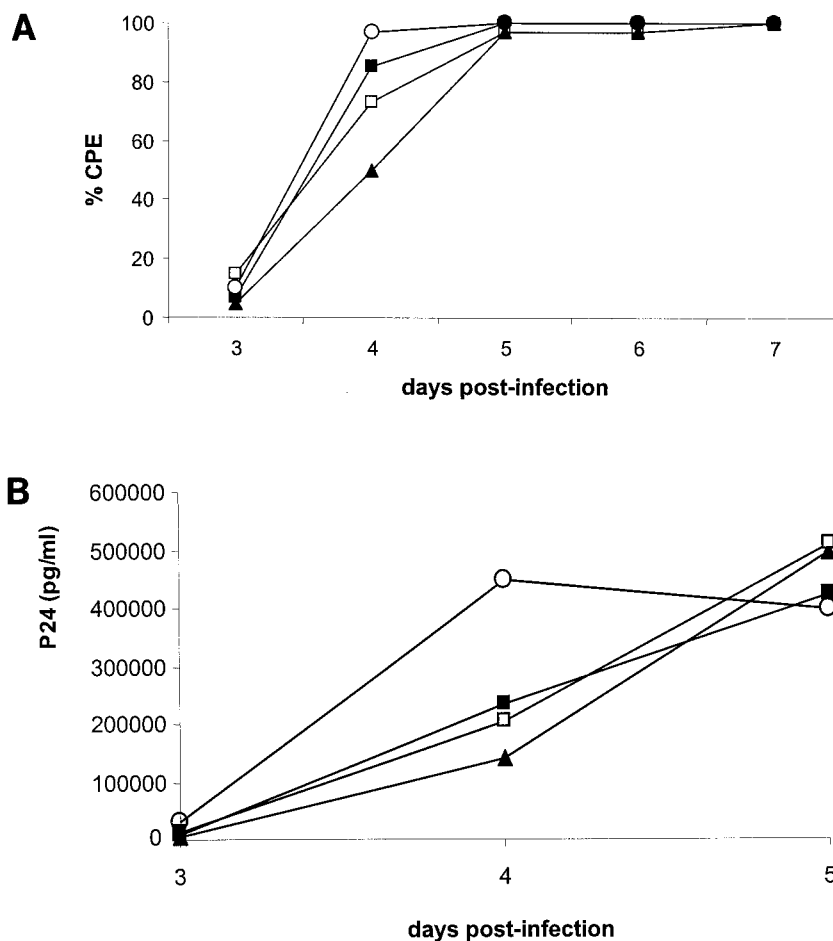 A
% CPE
100
80
60
40
20
0
3 4 5 6 7
days post-infection
B
P24 (pg/ml)
600000
500000
400000
300000
200000
100000
0
3 4 5
days post-infection